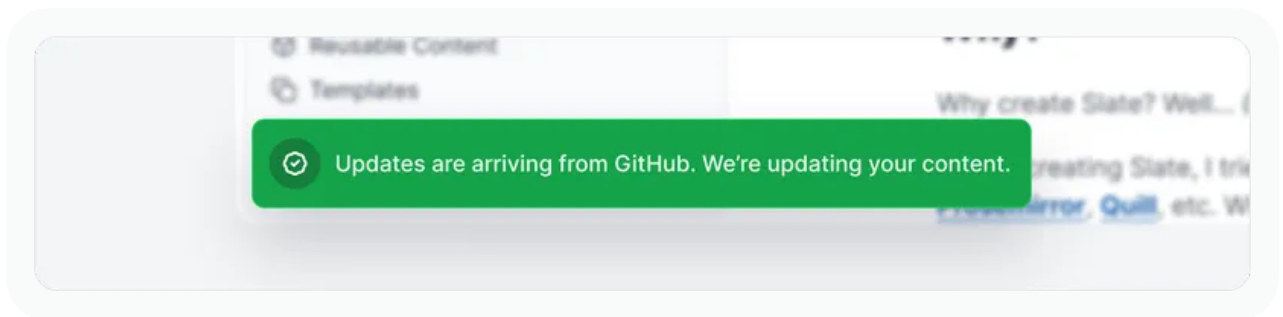 Reusable Content
Templates
Why?
Why create Slate? Well... (
Updates are arriving from GitHub. We’re updating your content.
creating Slate, I
Prosemirror, Quill, etc.